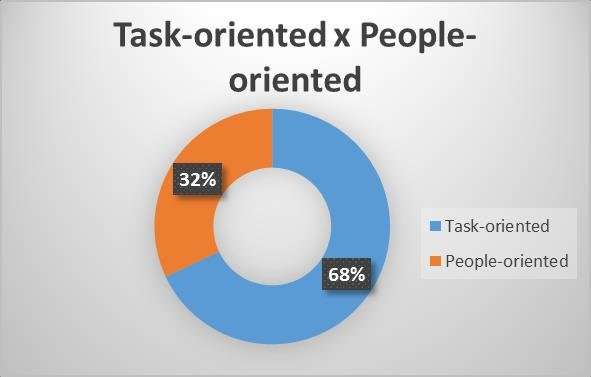 Task-oriented x People-
oriented
32%
68%
Task-oriented
People-oriented